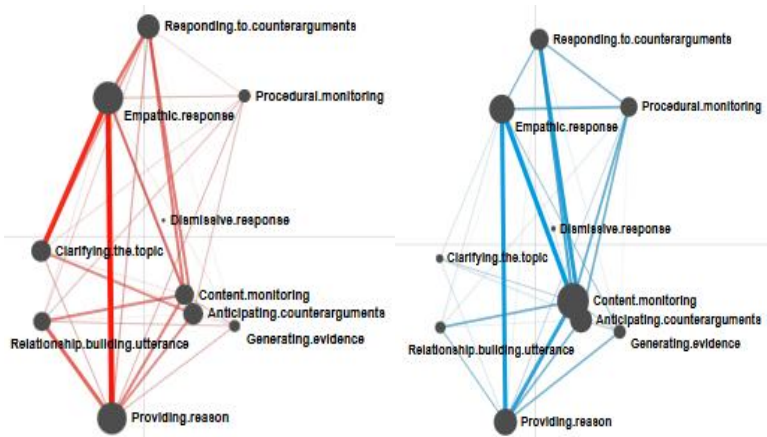 Responding.to.counterarguments
Procedural.monitoring
Empathic.response
Dismissive.response
Clarifying.the.topic
Content.monitoring
Anticipating.counterarguments
Generating.evidence
Relationship.building.utterance
Providing.reason
Responding.to.counterarguments
Procedural.monitoring
Empathic.response
Dismissive.response
Clarifying.the.topic
Content.monitoring
Anticipating.counterarguments
Generating.evidence
Relationship.building.utterance
Providing.reason